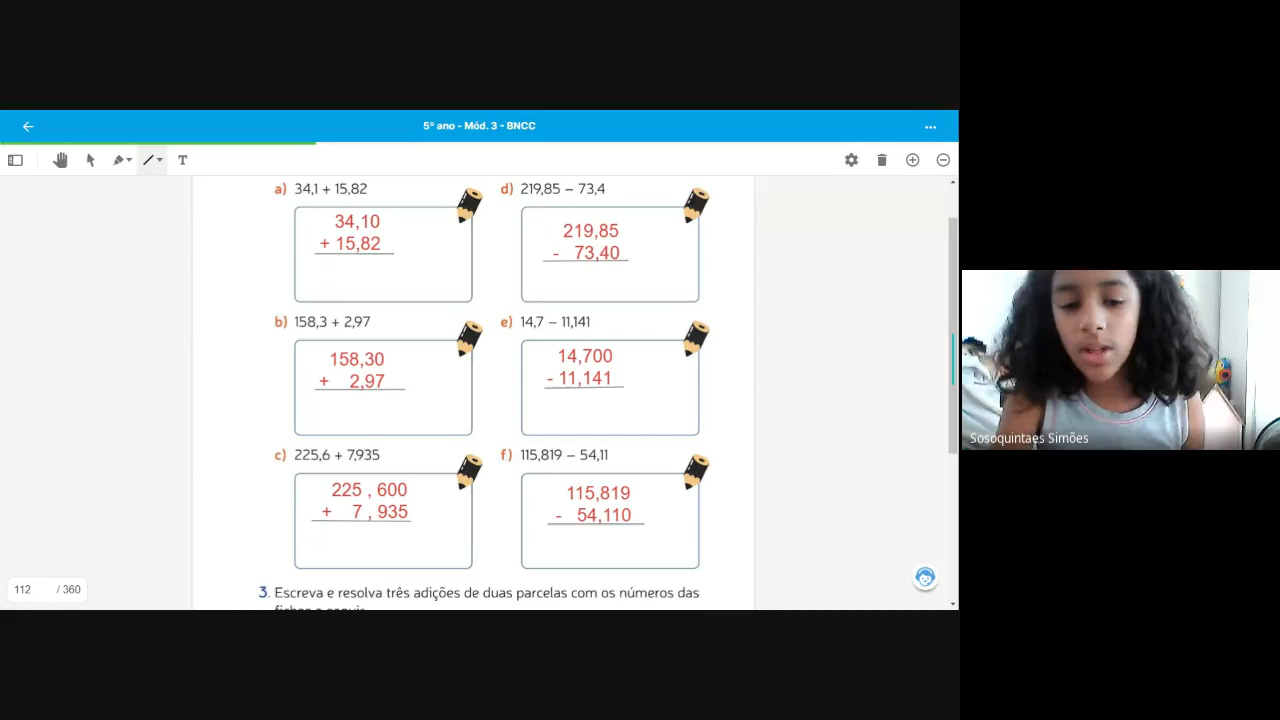 5º ano - Mód. 3 - BNCC
T
a) 34,1 + 15,82
34,10
+ 15,82
d) 219,85 − 73,4
219,85
- 73,40
b) 158,3 + 2,97
158,30
+ 2,97
e) 14,7 − 11,141
14,700
- 11,141
c) 225,6 + 7,935
225 , 600
+ 7 , 935
f) 115,819 − 54,11
115,819
- 54,110
3. Escreva e resolva três adições de duas parcelas com os números das
fichas a seguir.
112 / 360
Sosoquintaes Simões